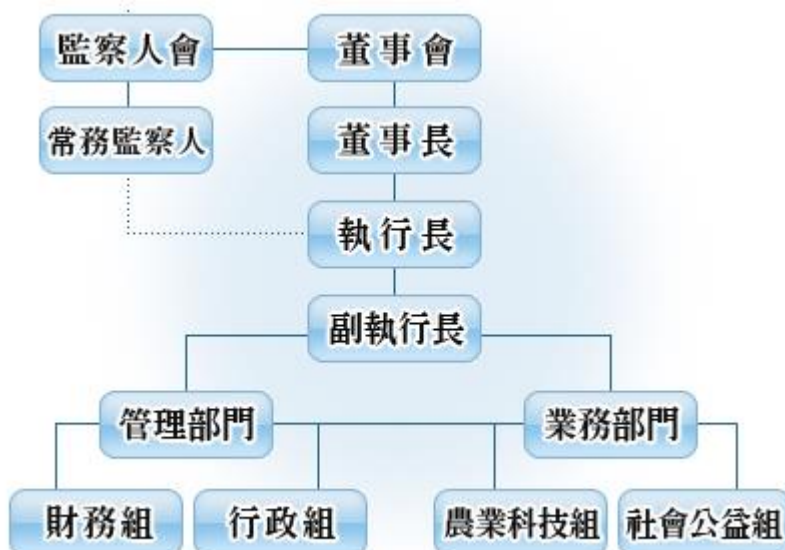 監察人會
董事會
常務監察人
董事長
執行長
副執行長
管理部門
業務部門
財務組
行政組
農業科技組
社會公益組